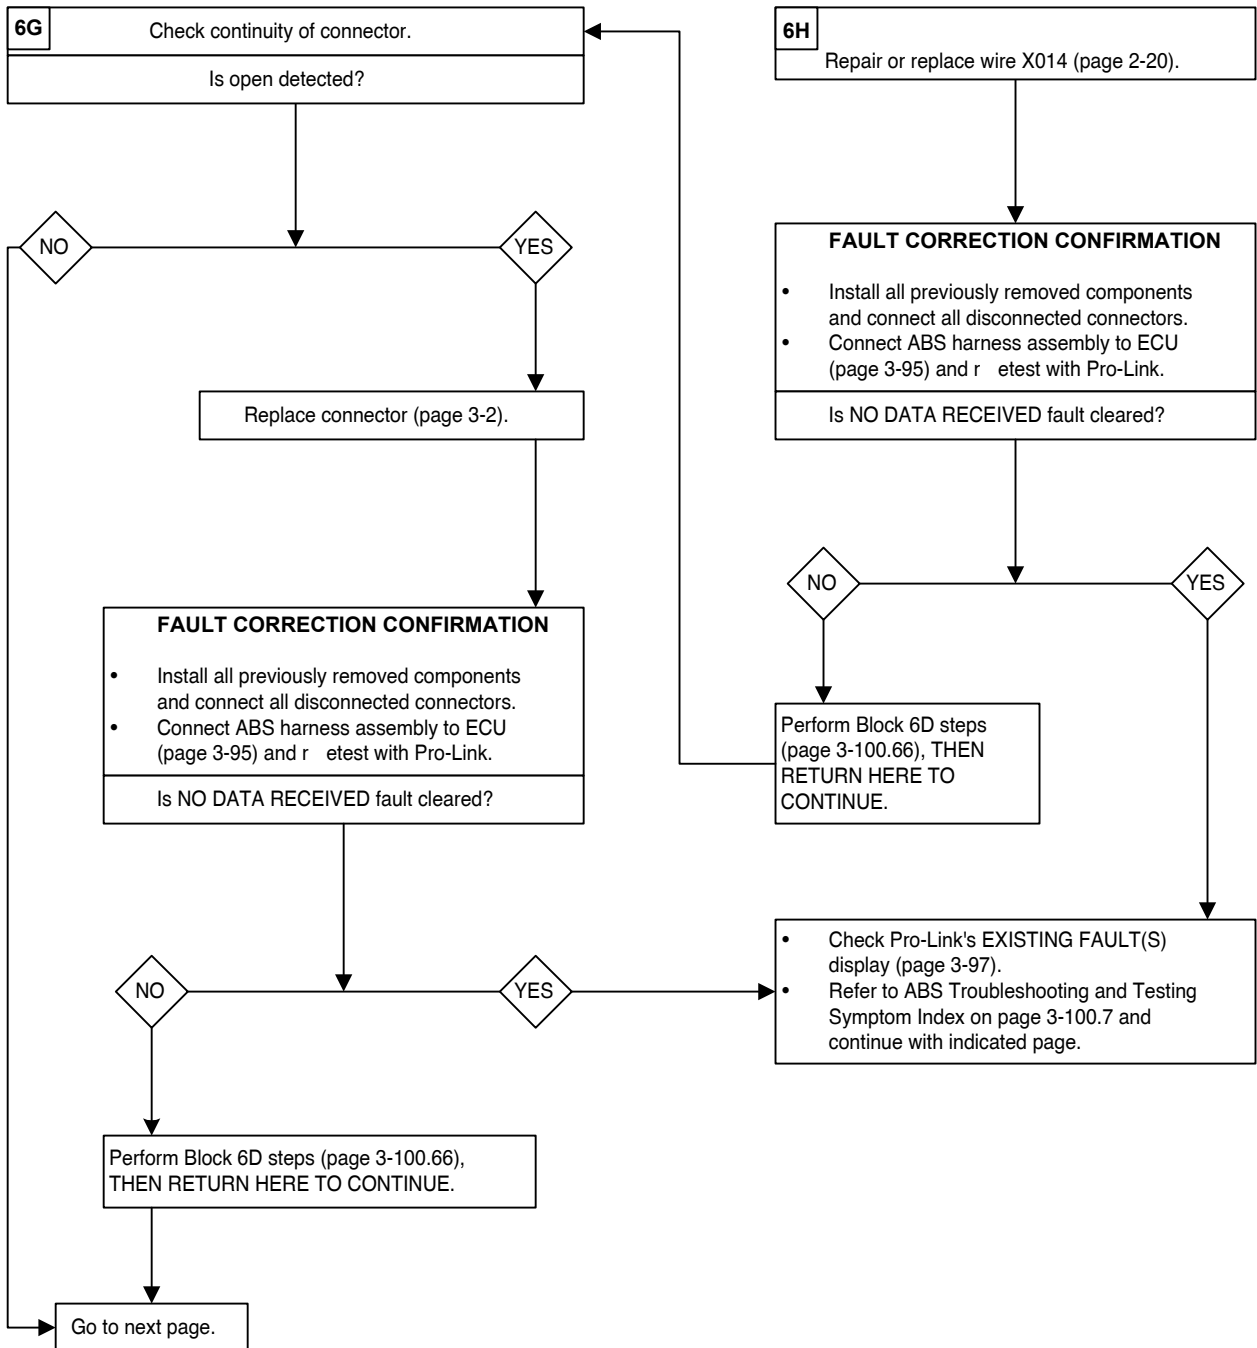 6G
Check continuity of connector.
Is open detected?
NO
YES
Replace connector (page 3-2).
FAULT CORRECTION CONFIRMATION
• Install all previously removed components
and connect all disconnected connectors.
• Connect ABS harness assembly to ECU
(page 3-95) and r etest with Pro-Link.
Is NO DATA RECEIVED fault cleared?
NO
YES
Perform Block 6D steps (page 3-100.66),
THEN RETURN HERE TO CONTINUE.
Go to next page.
6H
Repair or replace wire X014 (page 2-20).
FAULT CORRECTION CONFIRMATION
• Install all previously removed components
and connect all disconnected connectors.
• Connect ABS harness assembly to ECU
(page 3-95) and r etest with Pro-Link.
Is NO DATA RECEIVED fault cleared?
NO
YES
Perform Block 6D steps
(page 3-100.66), THEN
RETURN HERE TO
CONTINUE.
• Check Pro-Link's EXISTING FAULT(S)
display (page 3-97).
• Refer to ABS Troubleshooting and Testing
Symptom Index on page 3-100.7 and
continue with indicated page.